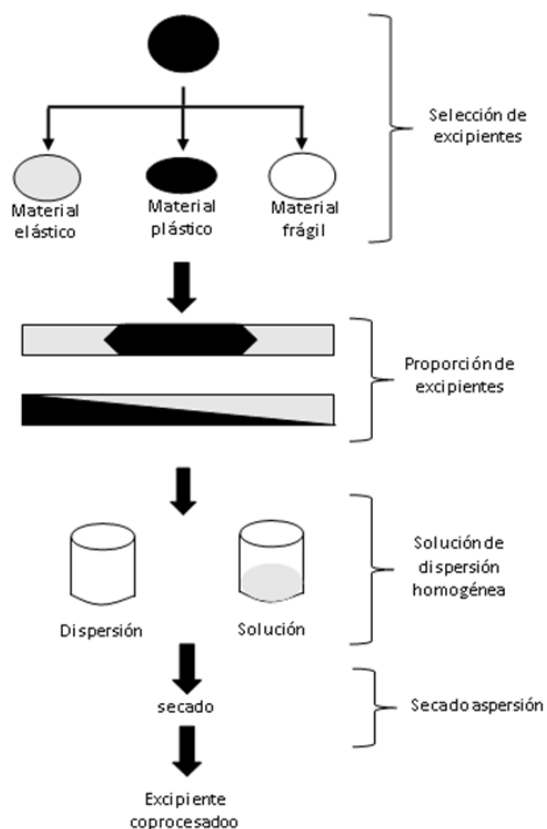 Selección de
excipientes
Material
elástico
Material
plástico
Material
frágil
Proporción de
excipientes
Dispersión
Solución
Solución de
dispersión
homogénea
secado
Secado aspersión
Excipiente
coprocesadoo